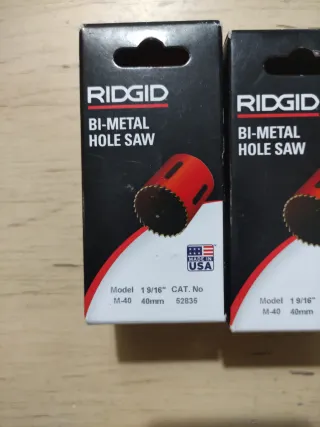 RIDGID
BI-METAL
HOLE SAW
MADE IN
USA
Model 1 9/16" CAT. No
M-40 40mm 52835
RIDGID
BI-METAL
HOLE SAW
Model 1 9/16"
M-40 40mm